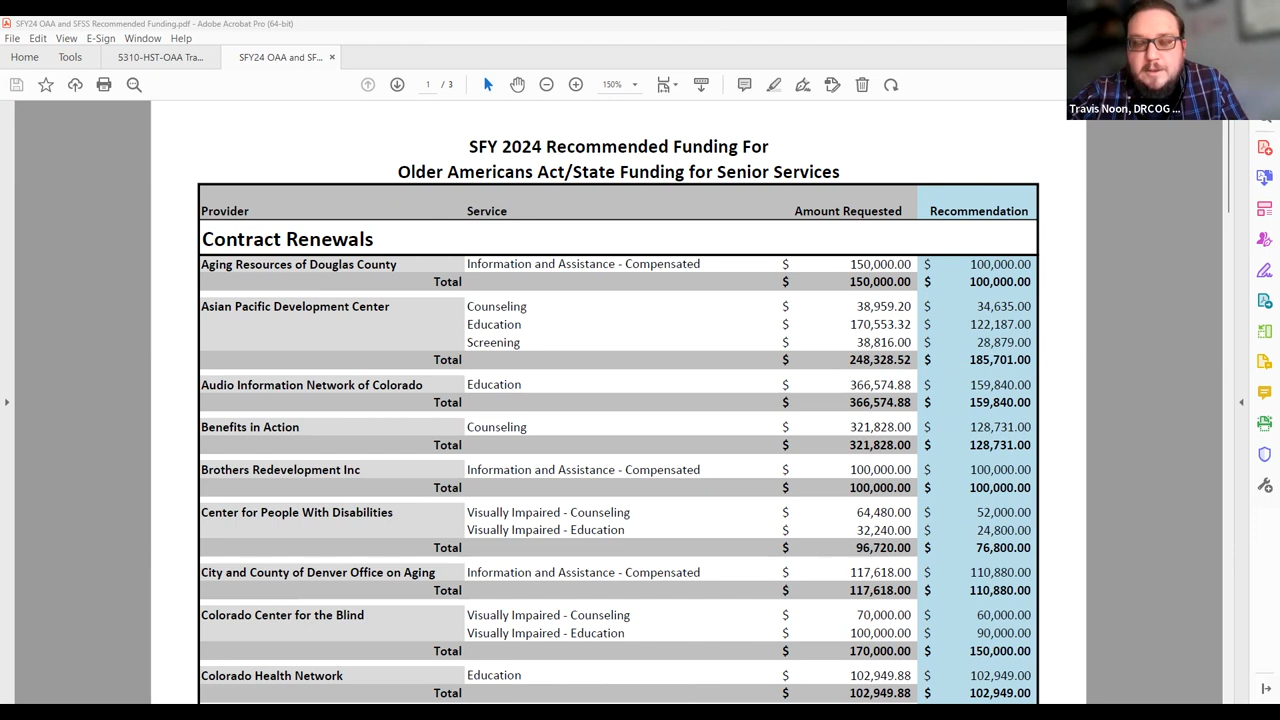 SFY24 OAA and SFSS Recommended Funding.pdf - Adobe Acrobat Pro (64-bit)
File Edit View E-Sign Window Help
Home Tools 5310-HST-OAA Tra... SFY24 OAA and SF... ×
1 / 3 150%
Travis Noon, DRCOG ...
SFY 2024 Recommended Funding For
Older Americans Act/State Funding for Senior Services
Provider Service Amount Requested Recommendation
Contract Renewals
Aging Resources of Douglas County Information and Assistance - Compensated $ 150,000.00 $ 100,000.00
Total $ 150,000.00 $ 100,000.00
Asian Pacific Development Center Counseling $ 38,959.20 $ 34,635.00
Education $ 170,553.32 $ 122,187.00
Screening $ 38,816.00 $ 28,879.00
Total $ 248,328.52 $ 185,701.00
Audio Information Network of Colorado Education $ 366,574.88 $ 159,840.00
Total $ 366,574.88 $ 159,840.00
Benefits in Action Counseling $ 321,828.00 $ 128,731.00
Total $ 321,828.00 $ 128,731.00
Brothers Redevelopment Inc Information and Assistance - Compensated $ 100,000.00 $ 100,000.00
Total $ 100,000.00 $ 100,000.00
Center for People With Disabilities Visually Impaired - Counseling $ 64,480.00 $ 52,000.00
Visually Impaired - Education $ 32,240.00 $ 24,800.00
Total $ 96,720.00 $ 76,800.00
City and County of Denver Office on Aging Information and Assistance - Compensated $ 117,618.00 $ 110,880.00
Total $ 117,618.00 $ 110,880.00
Colorado Center for the Blind Visually Impaired - Counseling $ 70,000.00 $ 60,000.00
Visually Impaired - Education $ 100,000.00 $ 90,000.00
Total $ 170,000.00 $ 150,000.00
Colorado Health Network Education $ 102,949.88 $ 102,949.00
Total $ 102,949.88 $ 102,949.00